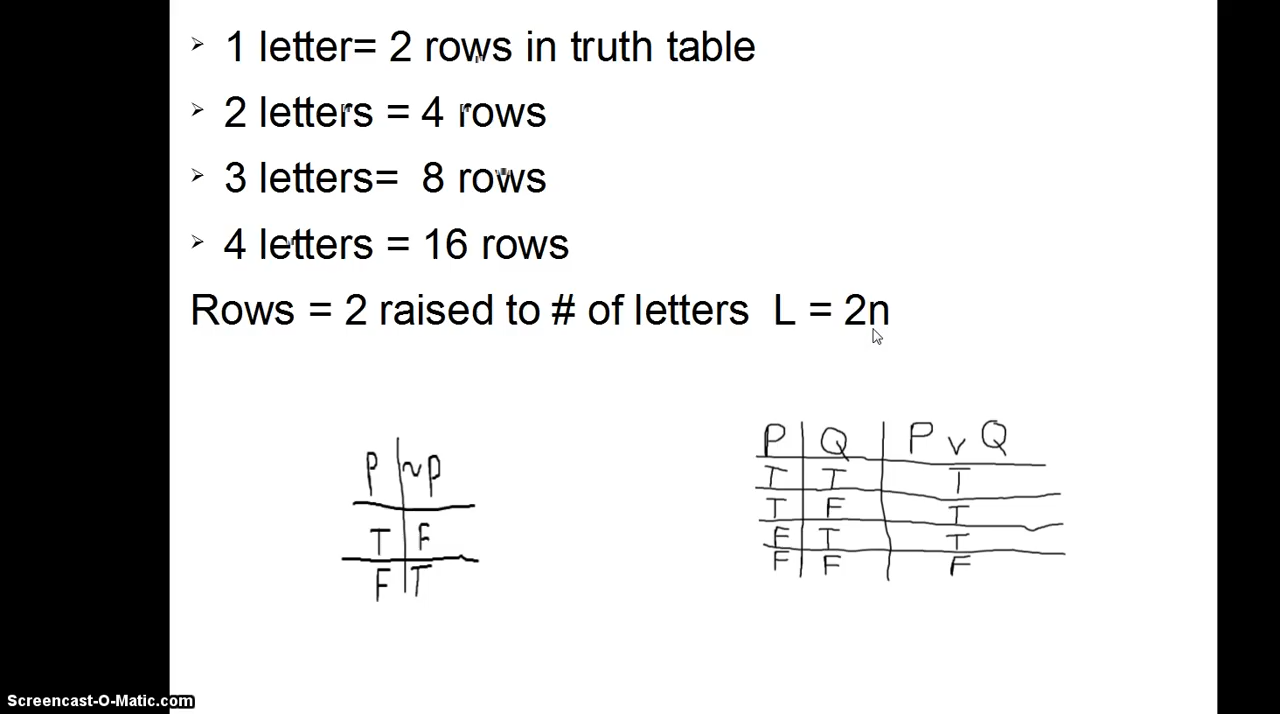 1 letter= 2 rows in truth table
2 letters = 4 rows
3 letters= 8 rows
4 letters = 16 rows
Rows = 2 raised to # of letters L = 2n
P ~P
T F
F T
P Q P v Q
T T T
T F T
F T T
F F F
Screencast-O-Matic.com